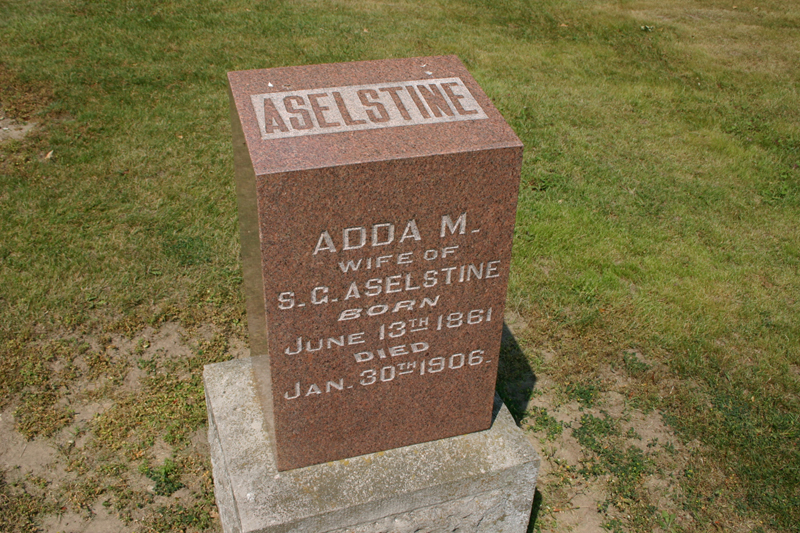 ASELSTINE
ADDA M.
WIFE OF
S. G. ASELSTINE
BORN
JUNE 13TH 1861
DIED
JAN. 30TH 1906.